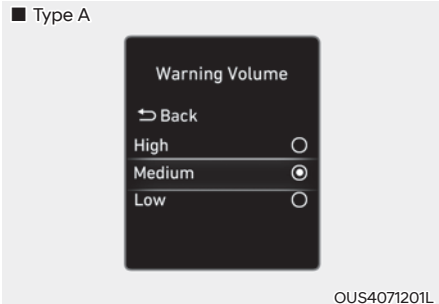 ■ Type A
Warning Volume
Back
High
Medium
Low
OUS4071201L